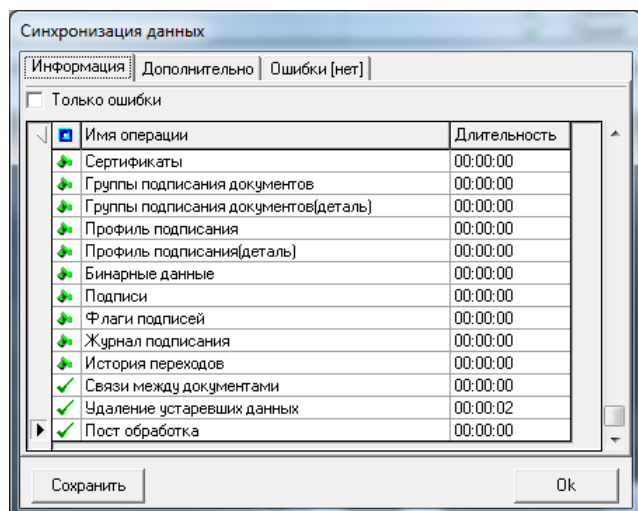 Синхронизация данных
Информация Дополнительно Ошибки [нет]
Только ошибки
Имя операции Длительность
Сертификаты 00:00:00
Группы подписания документов 00:00:00
Группы подписания документов(деталь) 00:00:00
Профиль подписания 00:00:00
Профиль подписания(деталь) 00:00:00
Бинарные данные 00:00:00
Подписи 00:00:00
Флаги подписей 00:00:00
Журнал подписания 00:00:00
История переходов 00:00:00
Связи между документами 00:00:00
Удаление устаревших данных 00:00:02
Пост обработка 00:00:00
Сохранить Ok